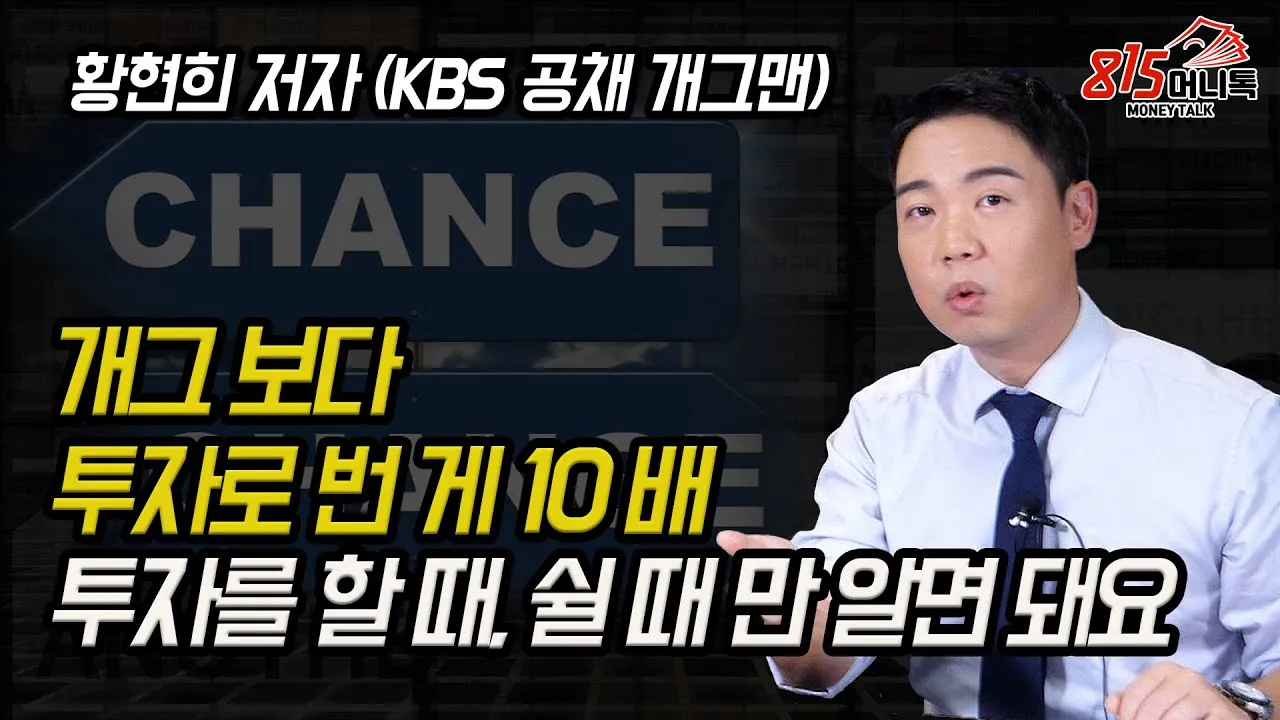 황현희 저자 (KBS 공채 개그맨)
815머니톡
MONEY TALK
CHANCE
개그 보다
투자로 번 게 10배
투자를 할 때, 쉴 때 만 알면 돼요